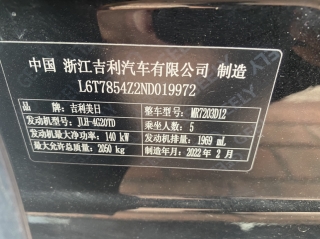 中国 浙江吉利汽车有限公司 制造
L6T7854Z2ND019972
品牌：吉利美日 整车型号：MR7203D12
发动机型号：JLH-4G20TD 乘坐人数：5
发动机最大净功率：140 kW 发动机排量：1969 mL
最大允许总质量：2050 kg 制造年月：2022 年 2 月